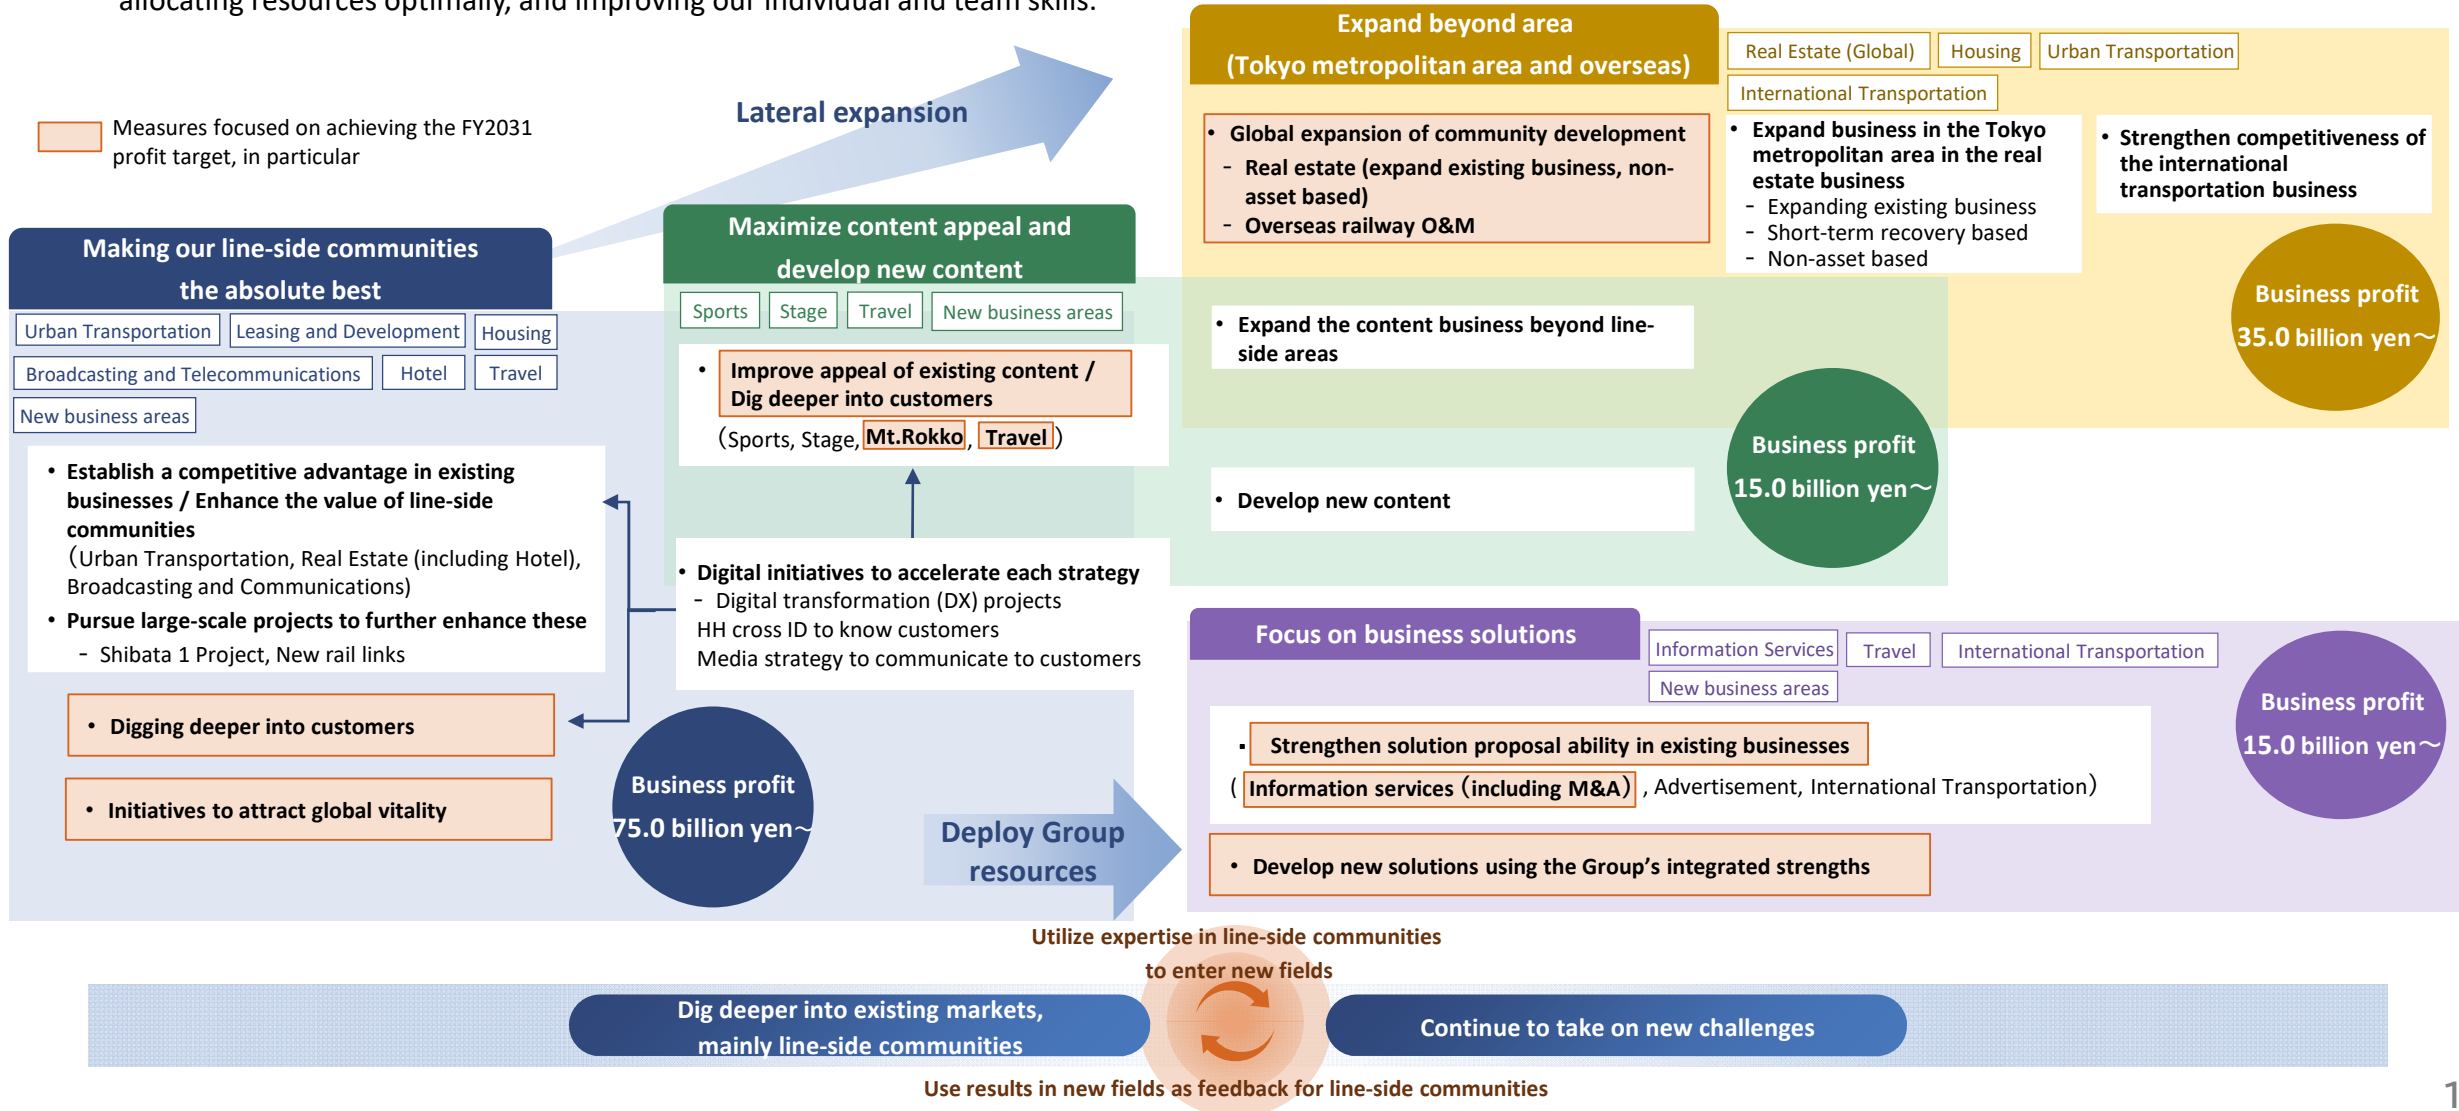 allocating resources optimally, and improving our individual and team skills.
Measures focused on achieving the FY2031
profit target, in particular
Lateral expansion
Making our line-side communities
the absolute best
Urban Transportation
Leasing and Development
Housing
Broadcasting and Telecommunications
Hotel
Travel
New business areas
• Establish a competitive advantage in existing
businesses / Enhance the value of line-side
communities
(Urban Transportation, Real Estate (including Hotel),
Broadcasting and Communications)
• Pursue large-scale projects to further enhance these
- Shibata 1 Project, New rail links
• Digging deeper into customers
• Initiatives to attract global vitality
Business profit
75.0 billion yen～
Maximize content appeal and
develop new content
Sports
Stage
Travel
New business areas
• Improve appeal of existing content /
Dig deeper into customers
(Sports, Stage, Mt.Rokko, Travel)
• Digital initiatives to accelerate each strategy
- Digital transformation (DX) projects
HH cross ID to know customers
Media strategy to communicate to customers
• Expand the content business beyond line-
side areas
• Develop new content
Business profit
15.0 billion yen～
Expand beyond area
(Tokyo metropolitan area and overseas)
Real Estate (Global)
Housing
Urban Transportation
International Transportation
• Global expansion of community development
- Real estate (expand existing business, non-
asset based)
- Overseas railway O&M
• Expand business in the Tokyo
metropolitan area in the real
estate business
- Expanding existing business
- Short-term recovery based
- Non-asset based
• Strengthen competitiveness of
the international
transportation business
Business profit
35.0 billion yen～
Deploy Group
resources
Focus on business solutions
Information Services
Travel
International Transportation
New business areas
▪ Strengthen solution proposal ability in existing businesses
( Information services (including M&A) , Advertisement, International Transportation)
• Develop new solutions using the Group’s integrated strengths
Business profit
15.0 billion yen～
Utilize expertise in line-side communities
to enter new fields
Dig deeper into existing markets,
mainly line-side communities
Continue to take on new challenges
Use results in new fields as feedback for line-side communities
1